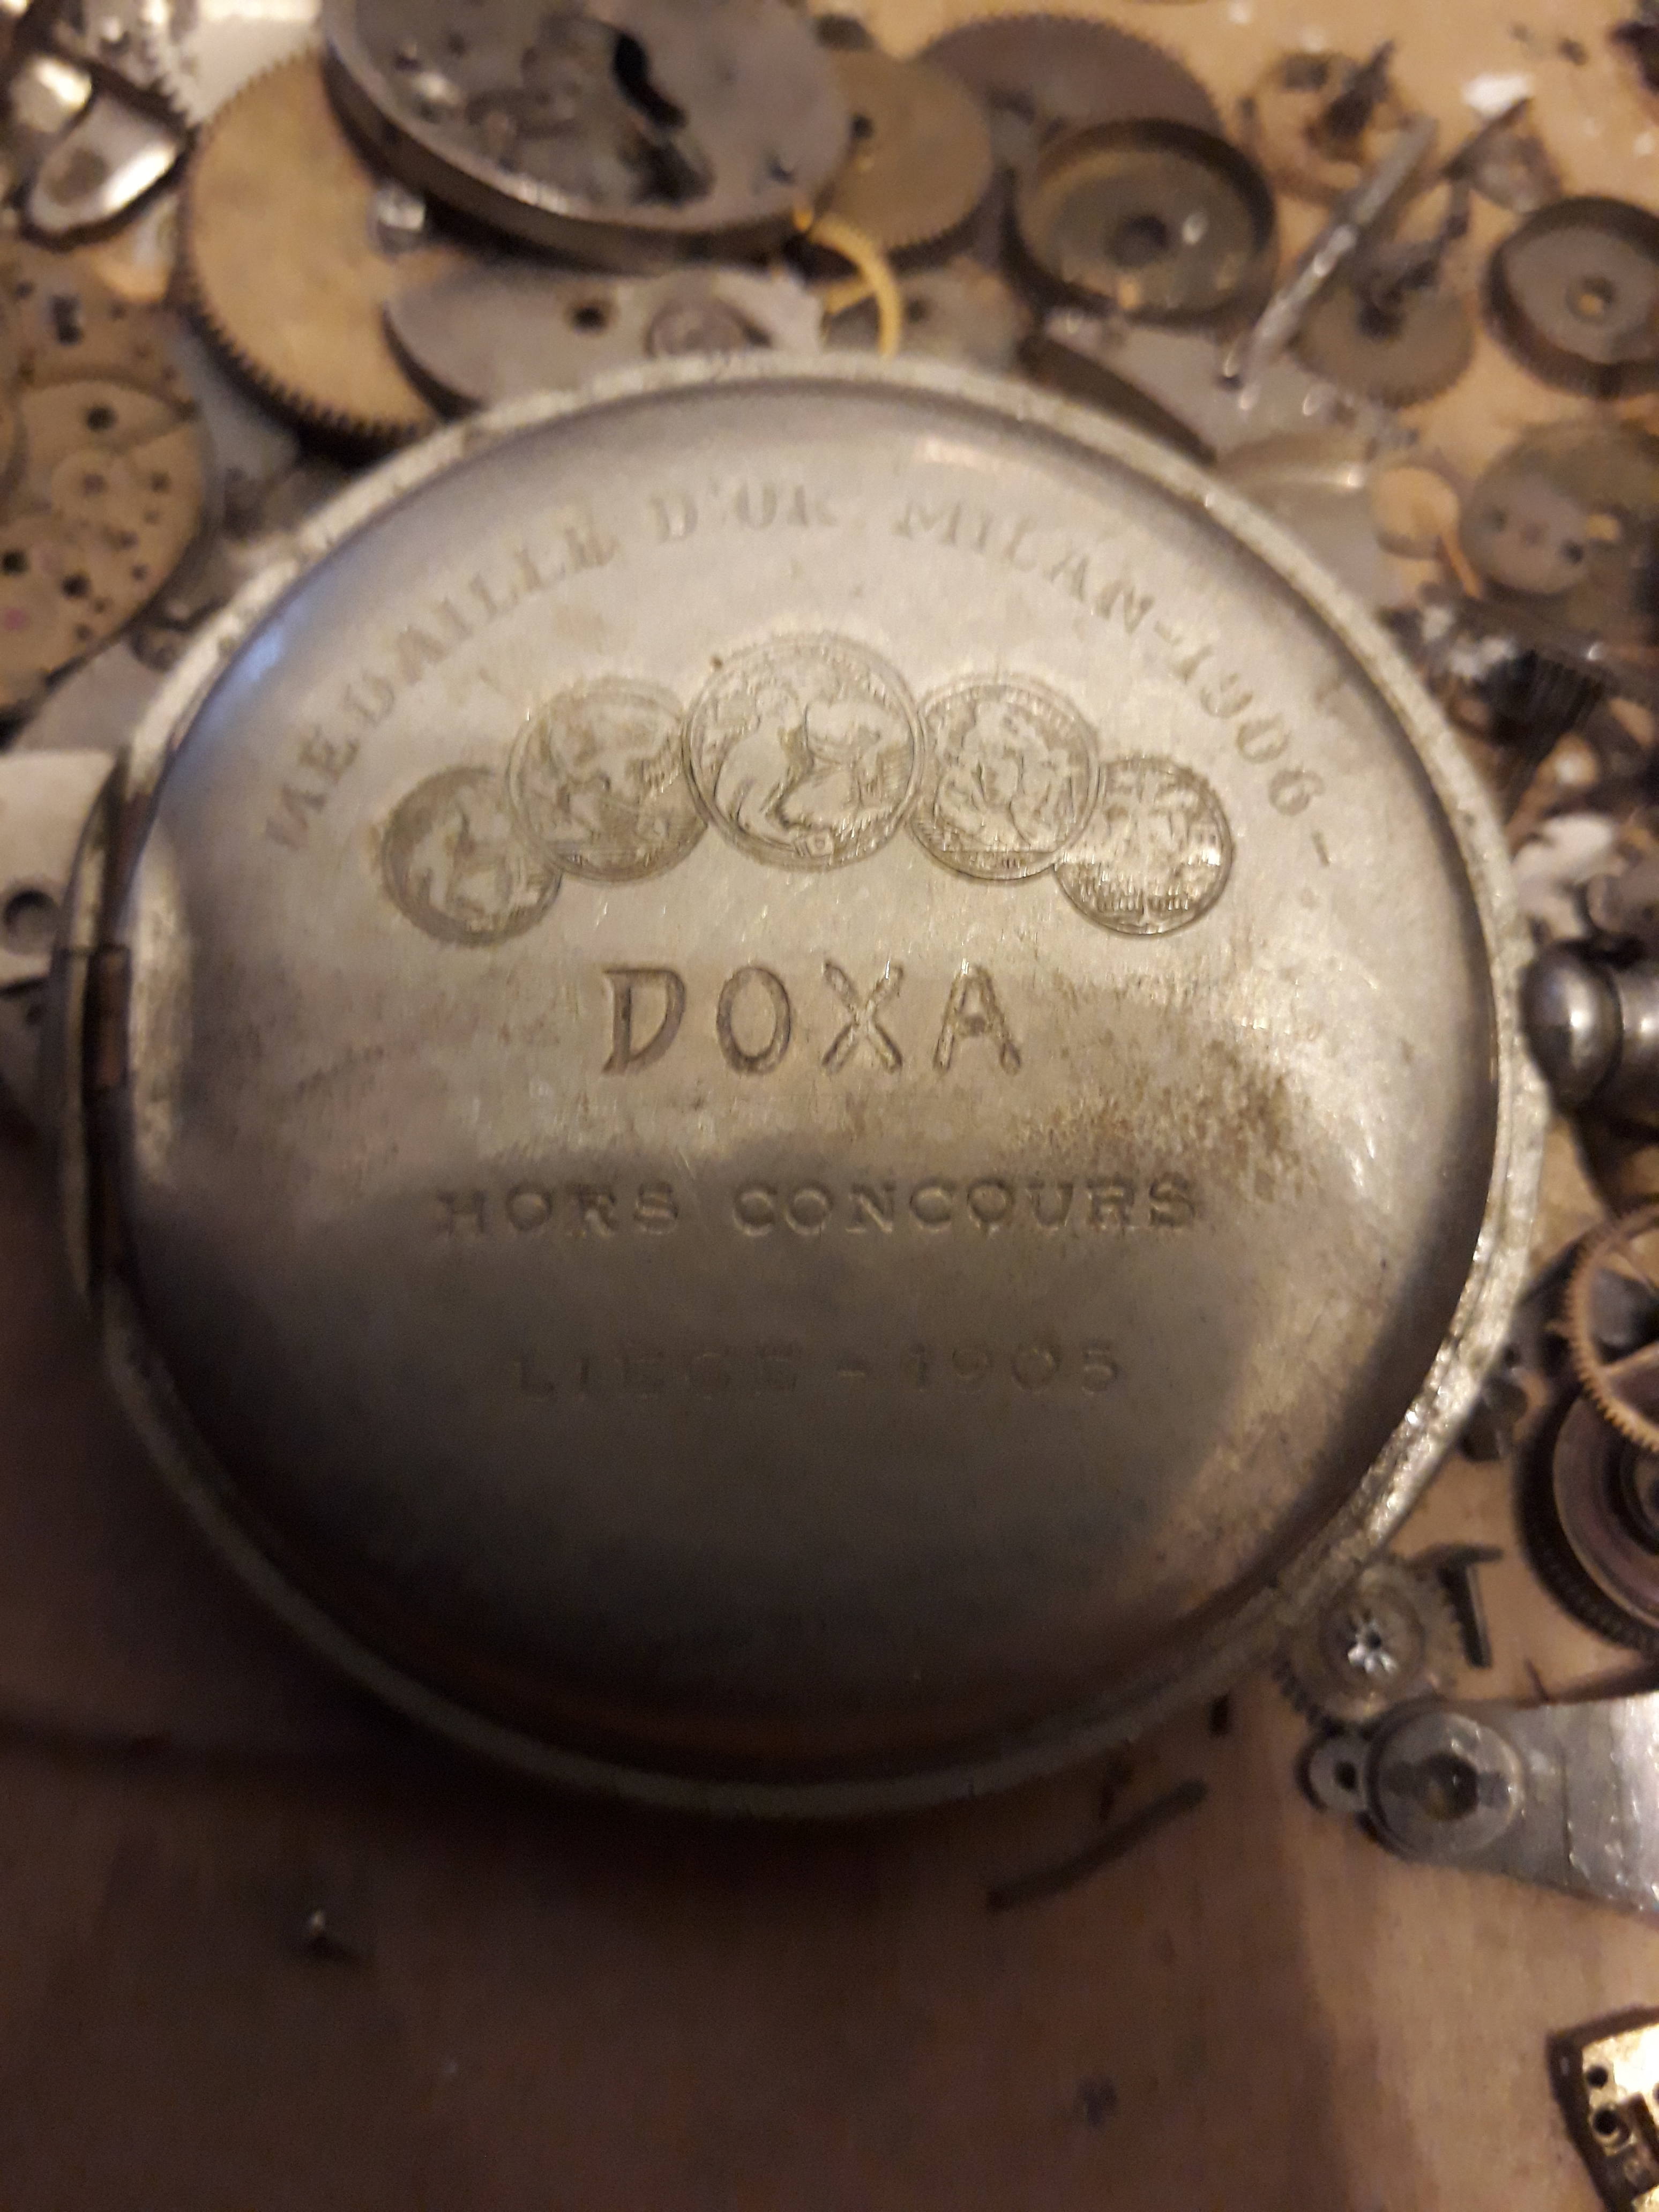 MEDAILLE D'OR MILAN-1906-
DOXA
HORS CONCOURS
LIEGE - 1905